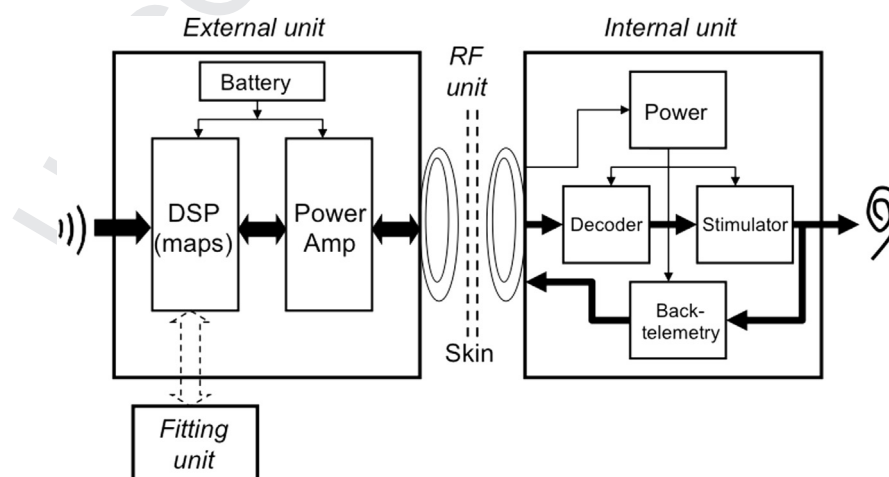 External unit
Internal unit
RF
unit
Battery
Power
DSP
(maps)
Power
Amp
Decoder
Stimulator
Back-
telemetry
Skin
Fitting
unit